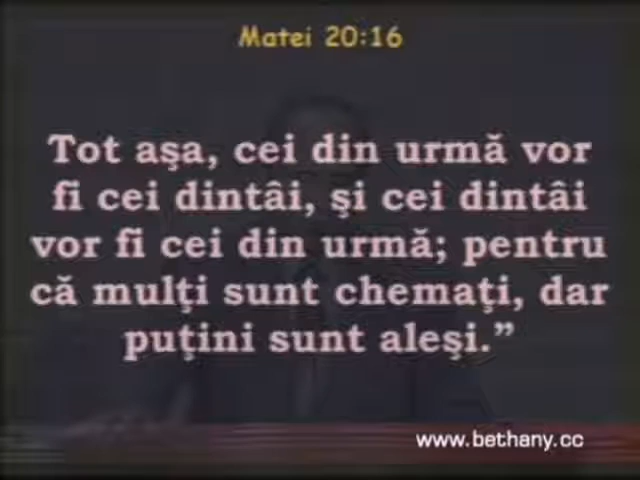 Matei 20:16
Tot aşa, cei din urmă vor
fi cei dintâi, şi cei dintâi
vor fi cei din urmă; pentru
că mulţi sunt chemaţi, dar
puţini sunt aleşi.”
www.bethany.cc